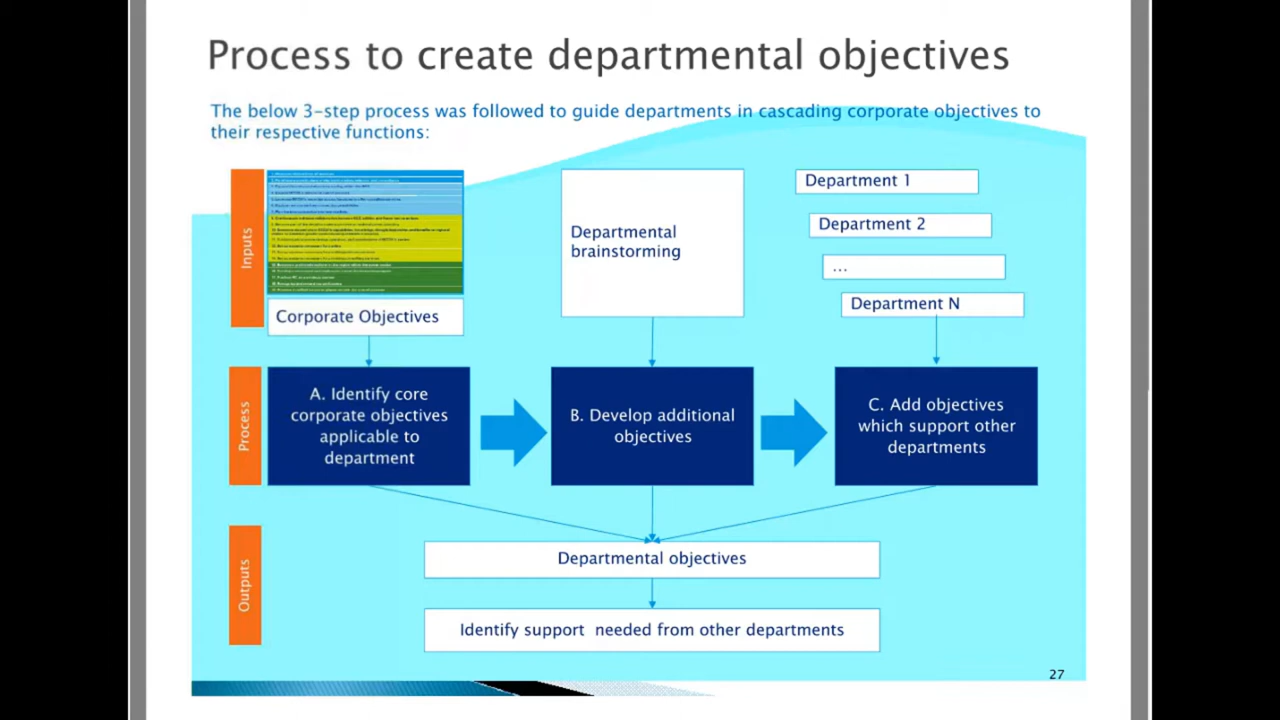 Process to create departmental objectives
The below 3-step process was followed to guide departments in cascading corporate objectives to
their respective functions:
Inputs
Corporate Objectives
Departmental
brainstorming
Department 1
Department 2
...
Department N
Process
A. Identify core
corporate objectives
applicable to
department
B. Develop additional
objectives
C. Add objectives
which support other
departments
Outputs
Departmental objectives
Identify support needed from other departments
27